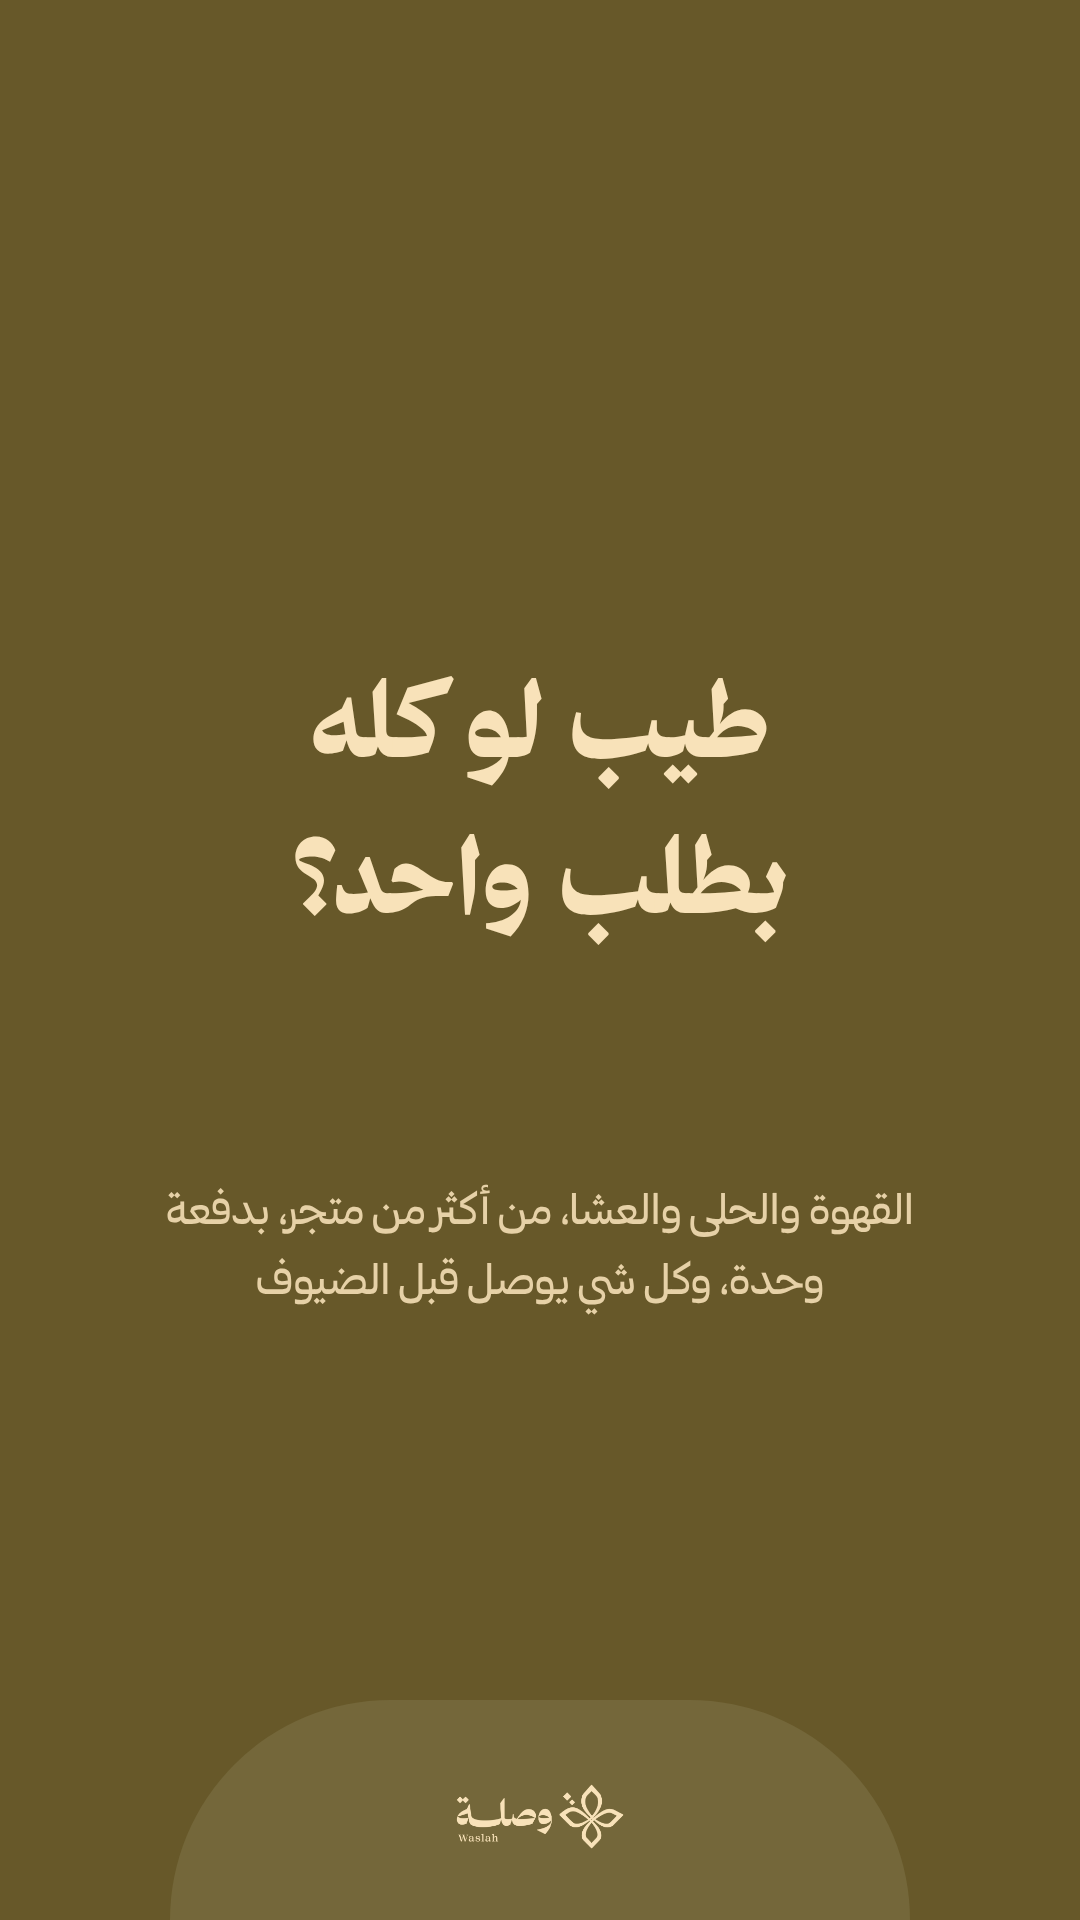 طيب لو كله
بطلب واحد؟
القهوة والحلى والعشا، من أكثر من متجر، بدفعة
وحدة، وكل شي يوصل قبل الضيوف
وصلة
Waslah